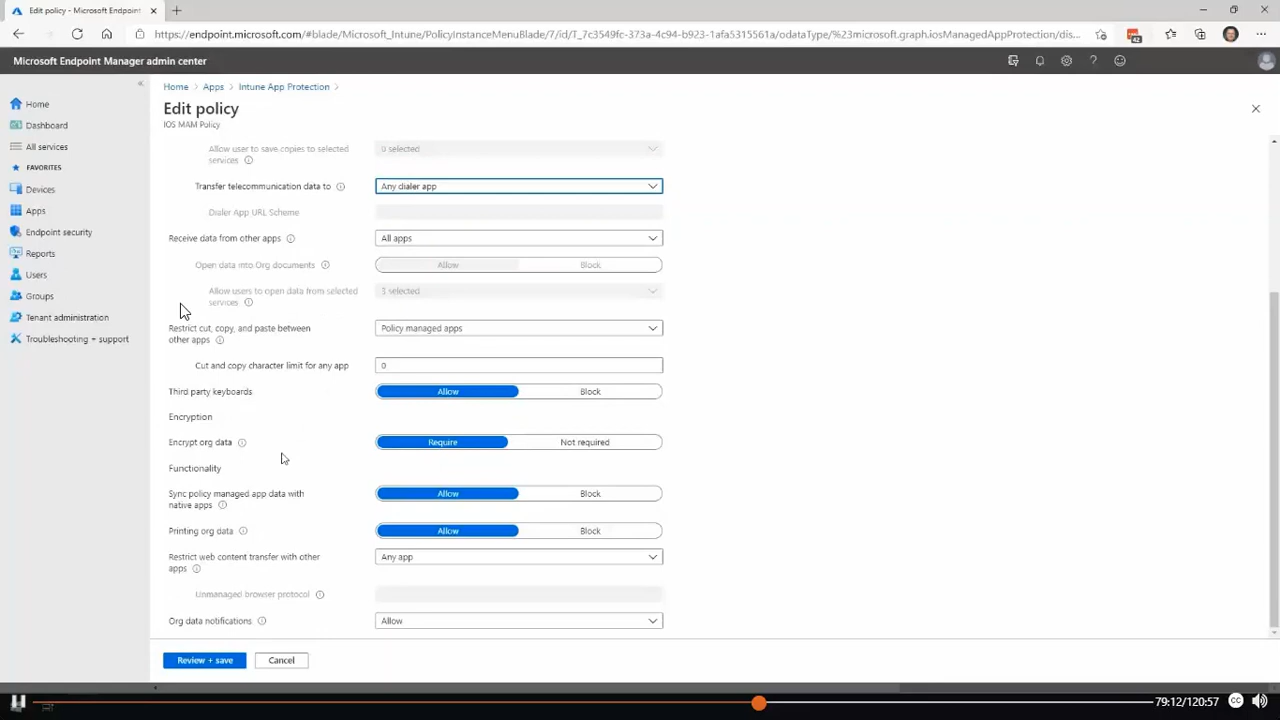 Edit policy - Microsoft Endpoint
https://endpoint.microsoft.com/#blade/Microsoft_Intune/PolicyInstanceMenuBlade/7/id/T_7c3549fc-373a-4c94-b923-1afa5315561a/odataType/%23microsoft.graph.iosManagedAppProtection/dis...
42
Microsoft Endpoint Manager admin center
Home
Dashboard
All services
FAVORITES
Devices
Apps
Endpoint security
Reports
Users
Groups
Tenant administration
Troubleshooting + support
Home > Apps > Intune App Protection >
Edit policy
IOS MAM Policy
Allow user to save copies to selected
services
0 selected
Transfer telecommunication data to
Any dialer app
Dialer App URL Scheme
Receive data from other apps
All apps
Open data into Org documents
Allow Block
Allow users to open data from selected
services
3 selected
Restrict cut, copy, and paste between
other apps
Policy managed apps
Cut and copy character limit for any app
0
Third party keyboards
Allow Block
Encryption
Encrypt org data
Require Not required
Functionality
Sync policy managed app data with
native apps
Allow Block
Printing org data
Allow Block
Restrict web content transfer with other
apps
Any app
Unmanaged browser protocol
Org data notifications
Allow
Review + save Cancel
79:12/120:57
CC